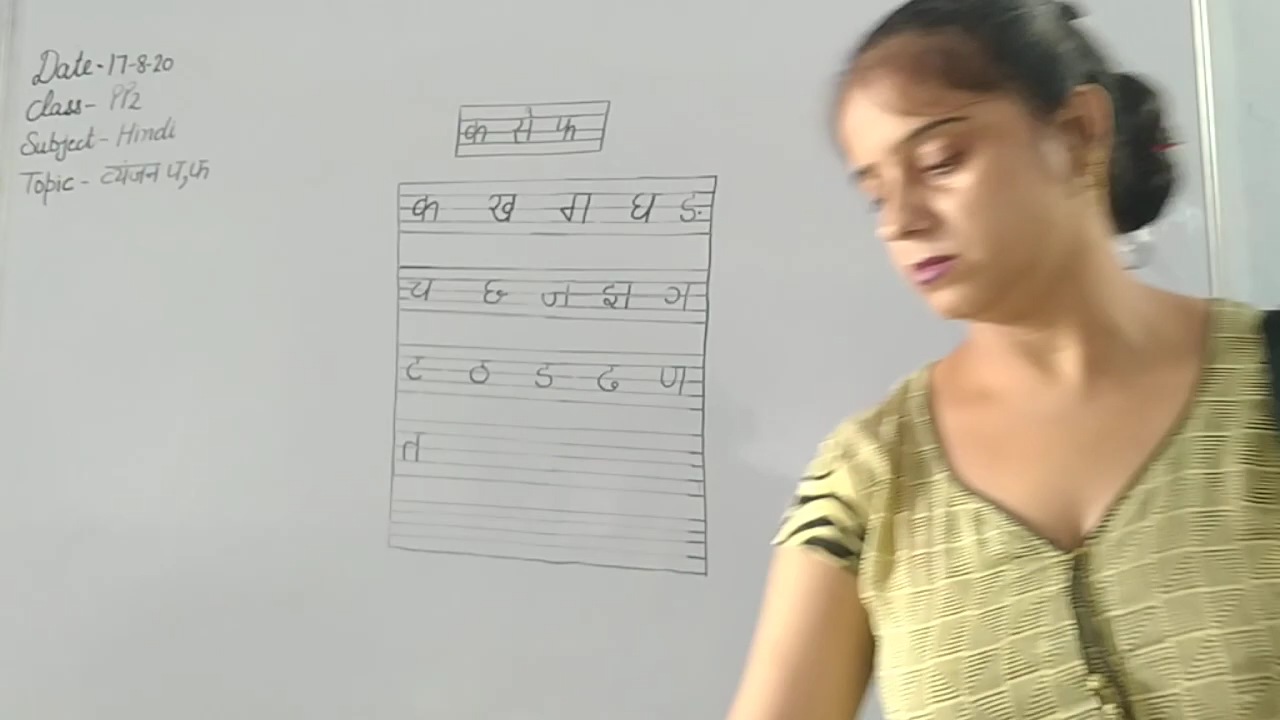 Date - 17-8-20
Class - PP2
Subject - Hindi
Topic - व्यंजन प,फ
क से फ
क ख ग घ ङ
च छ ज झ ञ
ट ठ ड ढ ण
त